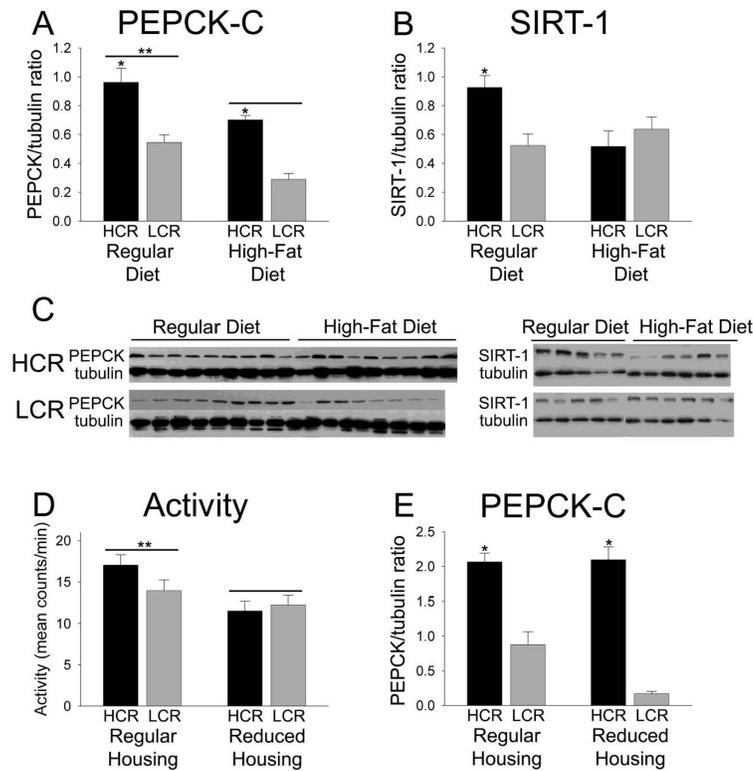 A PEPCK-C
PEPCK/tubulin ratio
1.2
1.0
0.8
0.6
0.4
0.2
0.0
* ** *
HCR LCR HCR LCR
Regular Diet High-Fat Diet
B SIRT-1
SIRT-1/tubulin ratio
1.2
1.0
0.8
0.6
0.4
0.2
0.0
*
HCR LCR HCR LCR
Regular Diet High-Fat Diet
C
Regular Diet High-Fat Diet
HCR PEPCK
tubulin
LCR PEPCK
tubulin
Regular Diet High-Fat Diet
SIRT-1
tubulin
SIRT-1
tubulin
D Activity
Activity (mean counts/min)
20
15
10
5
0
**
HCR LCR HCR LCR
Regular Housing Reduced Housing
E PEPCK-C
PEPCK/tubulin ratio
2.5
2.0
1.5
1.0
0.5
0.0
* *
HCR LCR HCR LCR
Regular Housing Reduced Housing